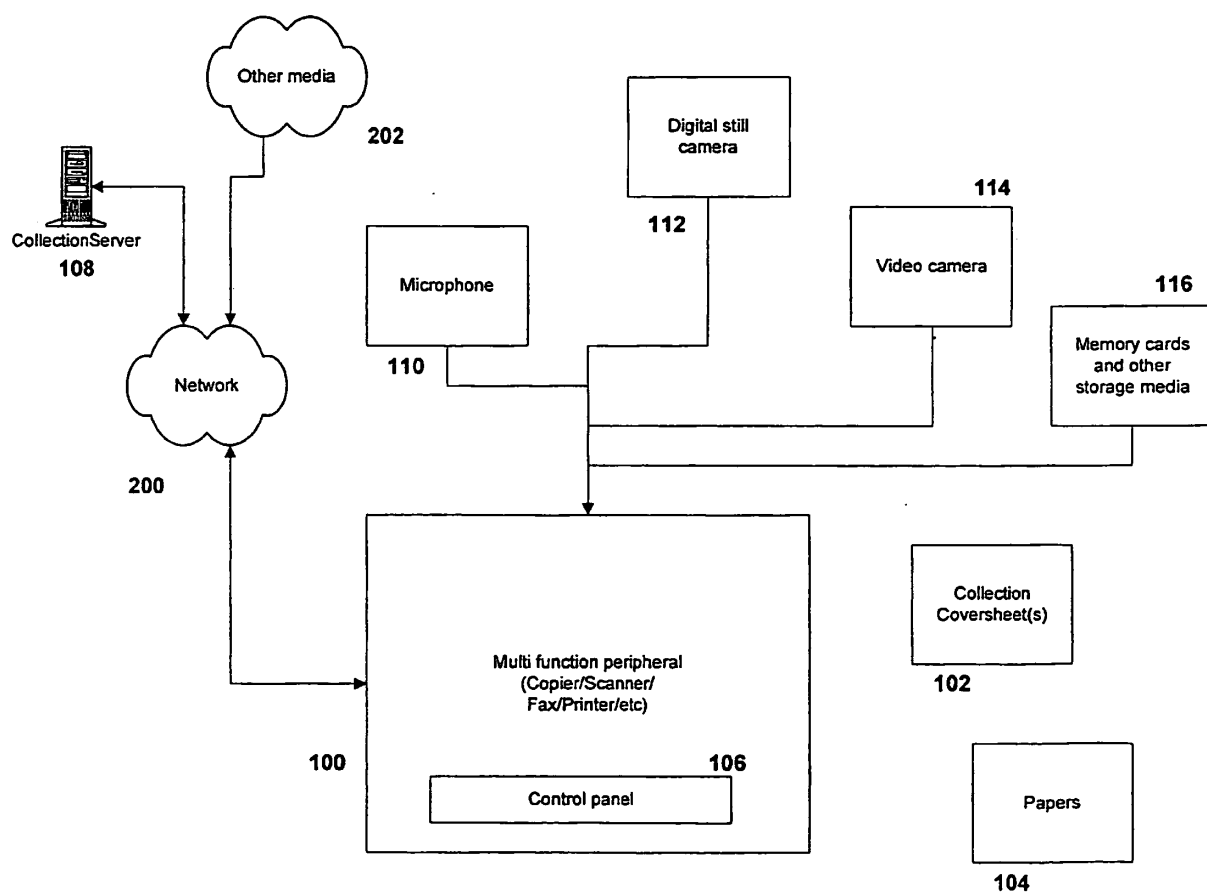 Other media
202
Digital still
camera
112
114
Video camera
CollectionServer
108
Microphone
110
116
Memory cards
and other
storage media
Network
200
Collection
Coversheet(s)
102
Multi function peripheral
(Copier/Scanner/
Fax/Printer/etc)
100
106
Control panel
Papers
104